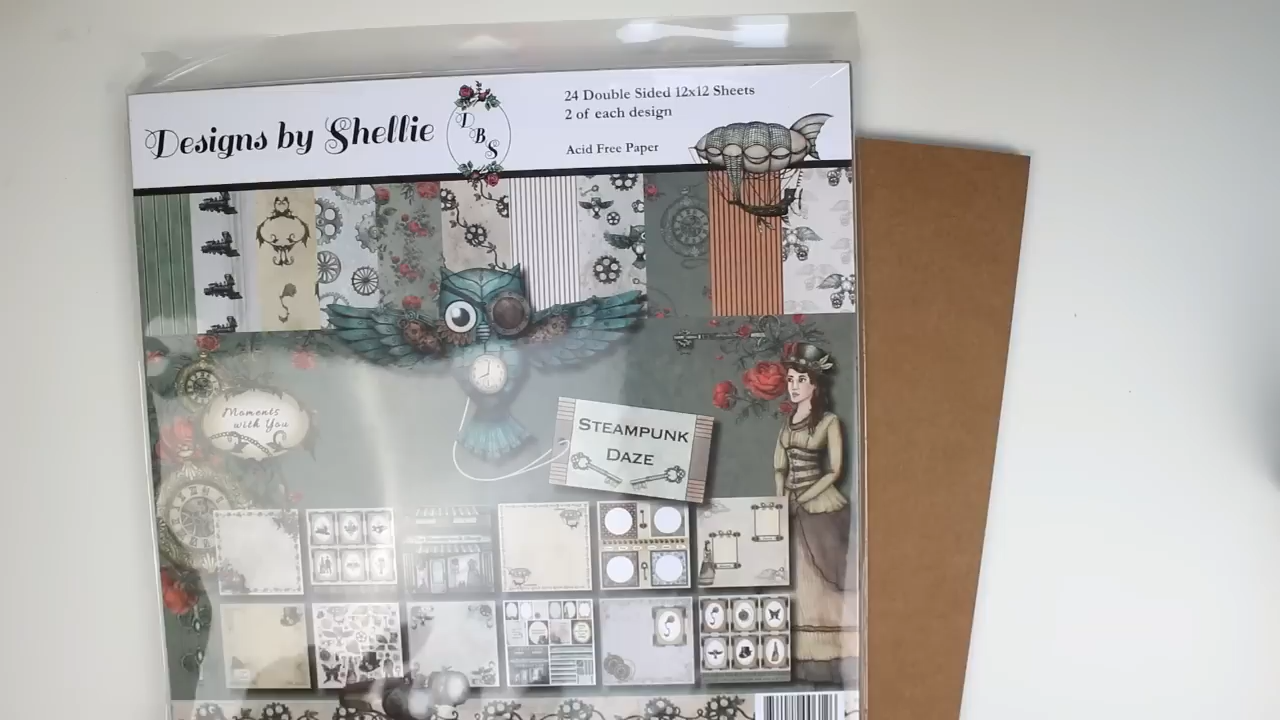 Designs by Shellie
DBS
24 Double Sided 12x12 Sheets
2 of each design
Acid Free Paper
Moments
with You
STEAMPUNK
DAZE